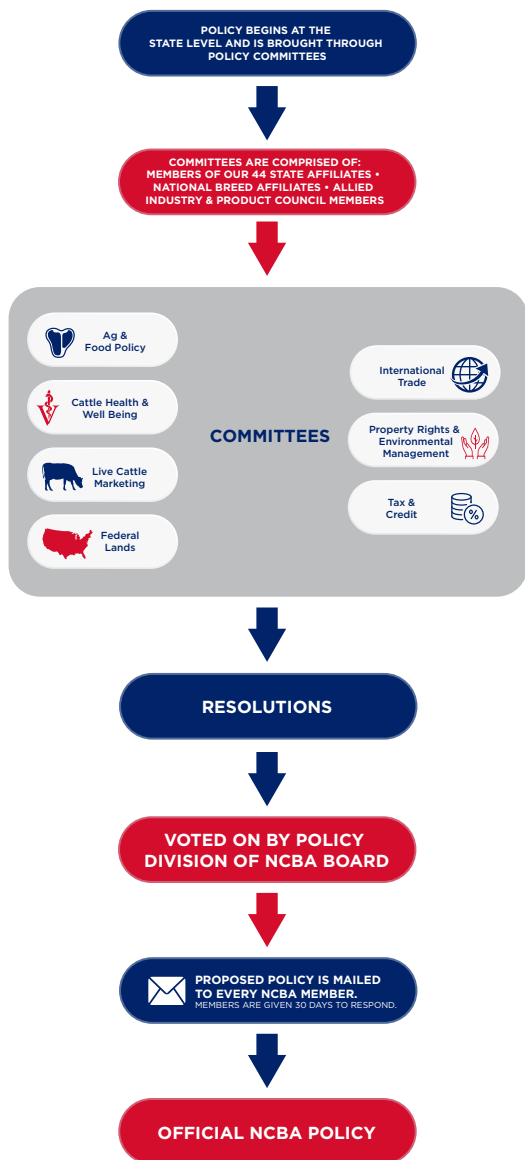 POLICY BEGINS AT THE
STATE LEVEL AND IS BROUGHT THROUGH
POLICY COMMITTEES
COMMITTEES ARE COMPRISED OF:
MEMBERS OF OUR 44 STATE AFFILIATES •
NATIONAL BREED AFFILIATES • ALLIED
INDUSTRY & PRODUCT COUNCIL MEMBERS
Ag &
Food Policy
Cattle Health &
Well Being
Live Cattle
Marketing
Federal
Lands
COMMITTEES
International
Trade
Property Rights &
Environmental
Management
Tax &
Credit
%
RESOLUTIONS
VOTED ON BY POLICY
DIVISION OF NCBA BOARD
PROPOSED POLICY IS MAILED
TO EVERY NCBA MEMBER.
MEMBERS ARE GIVEN 30 DAYS TO RESPOND.
OFFICIAL NCBA POLICY